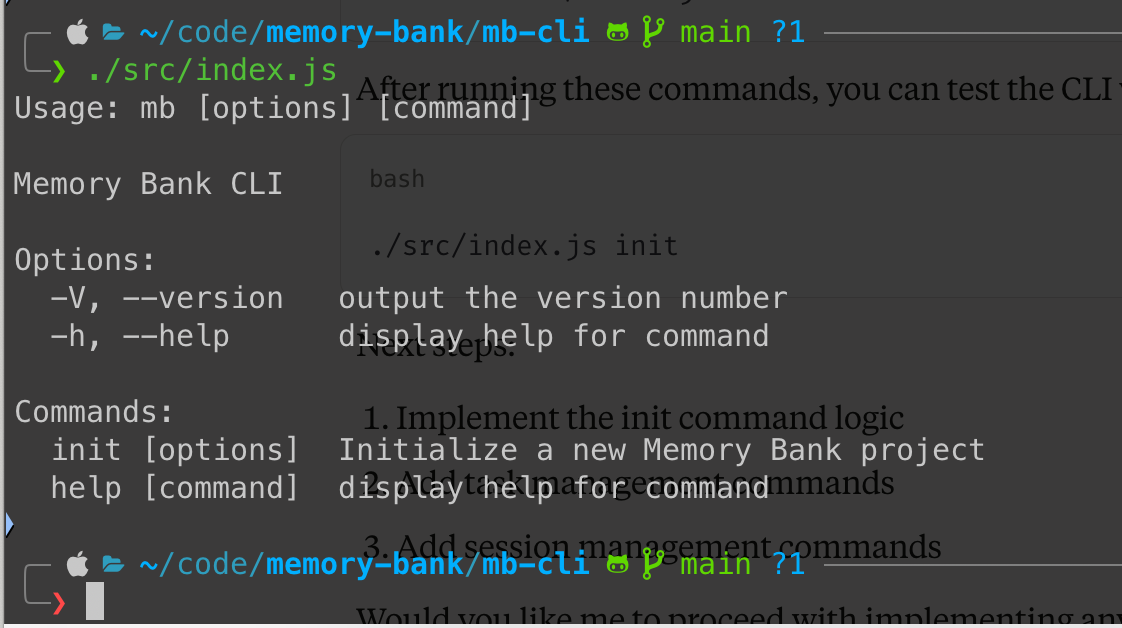 ~/code/memory-bank/mb-cli main ?1
❯ ./src/index.js
After running these commands, you can test the CLI
Usage: mb [options] [command]
bash
Memory Bank CLI
./src/index.js init
Options:
-V, --version output the version number
-h, --help display help for command
Next steps:
Commands:
1. Implement the init command logic
init [options] Initialize a new Memory Bank project
2. Add task management commands
help [command] display help for command
3. Add session management commands
~/code/memory-bank/mb-cli main ?1
❯
Would you like me to proceed with implementing